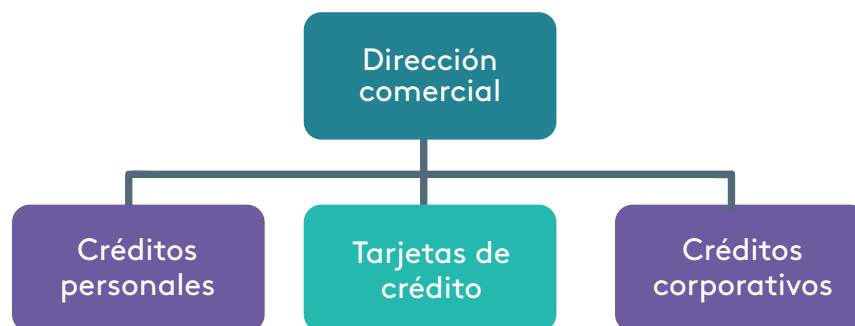 Dirección
comercial
Créditos
personales
Tarjetas de
crédito
Créditos
corporativos